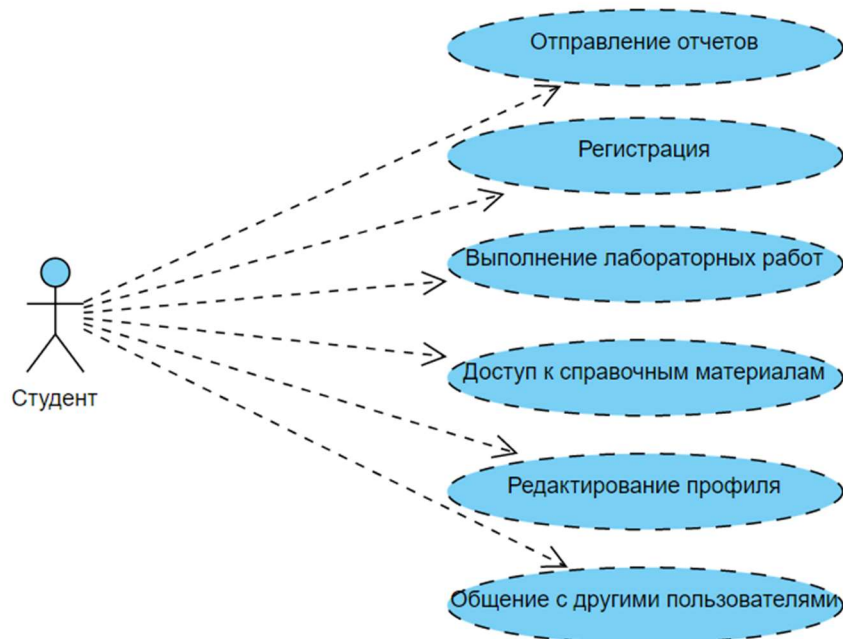 Отправление отчетов
Регистрация
Выполнение лабораторных работ
Студент
Доступ к справочным материалам
Редактирование профиля
Общение с другими пользователями